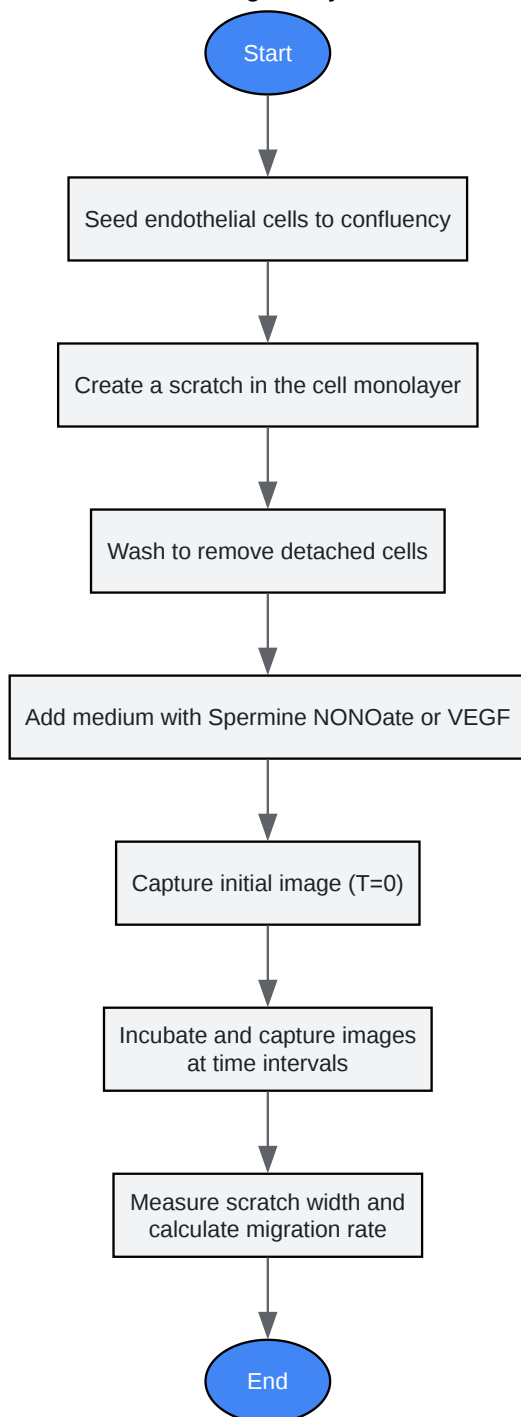 Start
Seed endothelial cells to confluency
Create a scratch in the cell monolayer
Wash to remove detached cells
Add medium with Spermine NONOate or VEGF
Capture initial image (T=0)
Incubate and capture images
at time intervals
Measure scratch width and
calculate migration rate
End